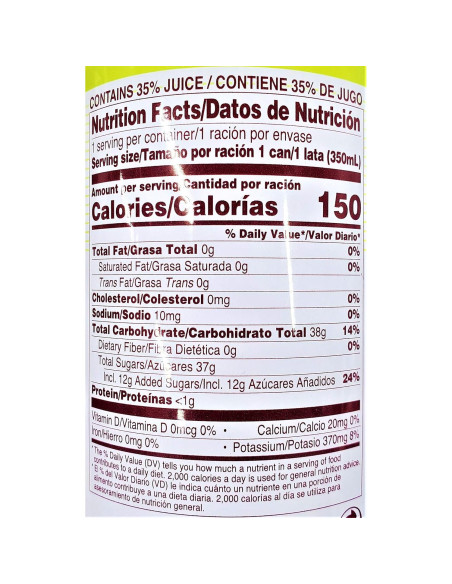 CONTAINS 35% JUICE / CONTIENE 35% DE JUGO
Nutrition Facts/Datos de Nutrición
1 serving per container/1 ración por envase
Serving size/Tamaño por ración 1 can/1 lata (350mL)
Amount per serving/Cantidad por ración
Calories/Calorías 150
% Daily Value*/Valor Diario*
Total Fat/Grasa Total 0g 0%
Saturated Fat/Grasa Saturada 0g 0%
Trans Fat/Grasa Trans 0g
Cholesterol/Colesterol 0mg 0%
Sodium/Sodio 10mg 0%
Total Carbohydrate/Carbohidrato Total 38g 14%
Dietary Fiber/Fibra Dietética 0g 0%
Total Sugars/Azúcares 37g
Incl. 12g Added Sugars/Incl. 12g Azúcares Añadidos 24%
Protein/Proteínas <1g
Vitamin D/Vitamina D 0mcg 0% • Calcium/Calcio 20mg 0%
Iron/Hierro 0mg 0% • Potassium/Potasio 370mg 8%
* The % Daily Value (DV) tells you how much a nutrient in a serving of food
contributes to a daily diet. 2,000 calories a day is used for general nutrition advice.
* El % del Valor Diario (VD) le indica cuánto un nutriente en una porción de
alimento contribuye a una dieta diaria. 2,000 calorías al día se utiliza para
asesoramiento de nutrición general.